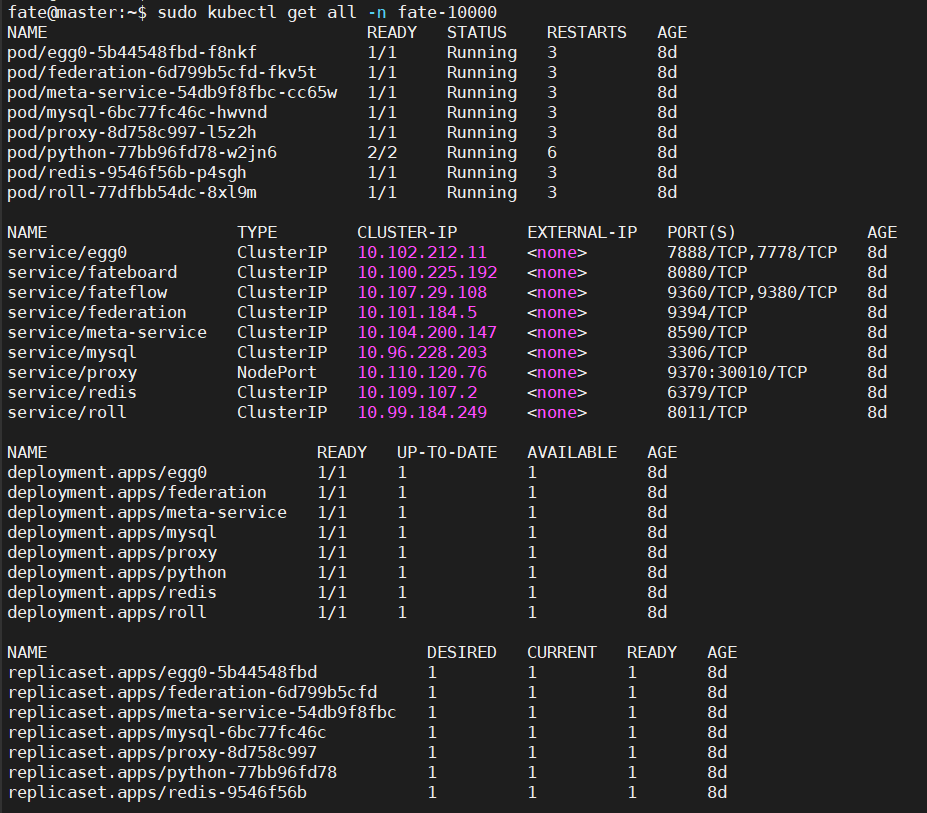 fate@master:~$ sudo kubectl get all -n fate-10000
NAME READY STATUS RESTARTS AGE
pod/egg0-5b44548fbd-f8nkf 1/1 Running 3 8d
pod/federation-6d799b5cfd-fkv5t 1/1 Running 3 8d
pod/meta-service-54db9f8fbc-cc65w 1/1 Running 3 8d
pod/mysql-6bc77fc46c-hwvnd 1/1 Running 3 8d
pod/proxy-8d758c997-l5z2h 1/1 Running 3 8d
pod/python-77bb96fd78-w2jn6 2/2 Running 6 8d
pod/redis-9546f56b-p4sgh 1/1 Running 3 8d
pod/roll-77dfbb54dc-8xl9m 1/1 Running 3 8d
NAME TYPE CLUSTER-IP EXTERNAL-IP PORT(S) AGE
service/egg0 ClusterIP 10.102.212.11 <none> 7888/TCP,7778/TCP 8d
service/fateboard ClusterIP 10.100.225.192 <none> 8080/TCP 8d
service/fateflow ClusterIP 10.107.29.108 <none> 9360/TCP,9380/TCP 8d
service/federation ClusterIP 10.101.184.5 <none> 9394/TCP 8d
service/meta-service ClusterIP 10.104.200.147 <none> 8590/TCP 8d
service/mysql ClusterIP 10.96.228.203 <none> 3306/TCP 8d
service/proxy NodePort 10.110.120.76 <none> 9370:30010/TCP 8d
service/redis ClusterIP 10.109.107.2 <none> 6379/TCP 8d
service/roll ClusterIP 10.99.184.249 <none> 8011/TCP 8d
NAME READY UP-TO-DATE AVAILABLE AGE
deployment.apps/egg0 1/1 1 1 8d
deployment.apps/federation 1/1 1 1 8d
deployment.apps/meta-service 1/1 1 1 8d
deployment.apps/mysql 1/1 1 1 8d
deployment.apps/proxy 1/1 1 1 8d
deployment.apps/python 1/1 1 1 8d
deployment.apps/redis 1/1 1 1 8d
deployment.apps/roll 1/1 1 1 8d
NAME DESIRED CURRENT READY AGE
replicaset.apps/egg0-5b44548fbd 1 1 1 8d
replicaset.apps/federation-6d799b5cfd 1 1 1 8d
replicaset.apps/meta-service-54db9f8fbc 1 1 1 8d
replicaset.apps/mysql-6bc77fc46c 1 1 1 8d
replicaset.apps/proxy-8d758c997 1 1 1 8d
replicaset.apps/python-77bb96fd78 1 1 1 8d
replicaset.apps/redis-9546f56b 1 1 1 8d